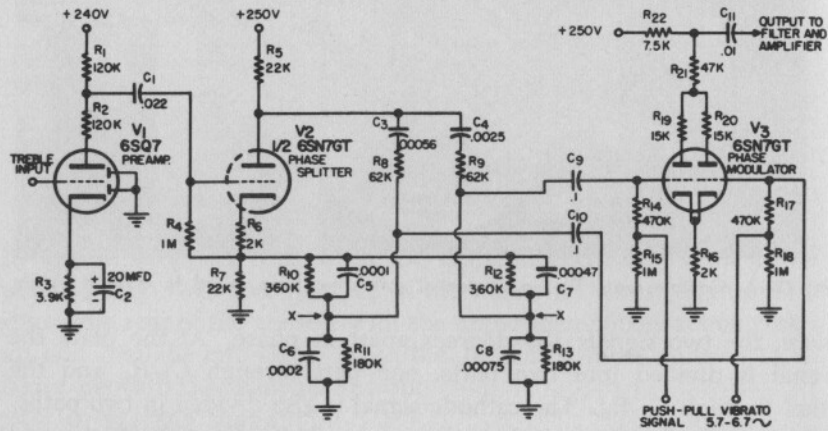 +240V
R1
120K
R2
120K
C1
.022
V1
6SQ7
PREAMP.
TREBLE
INPUT
R3
3.9K
20MFD
+
-
C2
+250V
R5
22K
V2
1/2 6SN7GT
PHASE
SPLITTER
R4
1M
R6
2K
R7
22K
C3
.00056
R8
62K
C4
.0025
R9
62K
R10
360K
.0001
C5
X
C6
.0002
R11
180K
R12
360K
.00047
C7
X
C8
.00075
R13
180K
C9
.1
C10
+250V
R22
7.5K
C11
.01
OUTPUT TO
FILTER AND
AMPLIFIER
R21
47K
R19
15K
R20
15K
V3
6SN7GT
PHASE
MODULATOR
R14
470K
R15
1M
R16
2K
R17
470K
R18
1M
PUSH-PULL VIBRATO
SIGNAL 5.7-6.7~